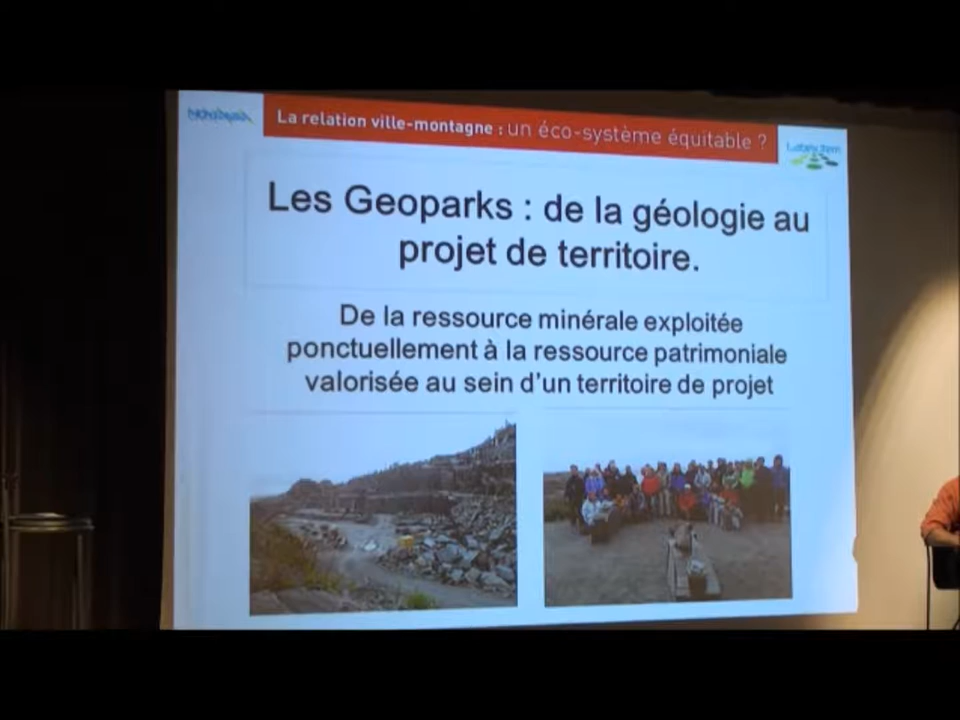 La relation ville-montagne : un éco-système équitable ?
Les Geoparks : de la géologie au
projet de territoire.
De la ressource minérale exploitée
ponctuellement à la ressource patrimoniale
valorisée au sein d'un territoire de projet